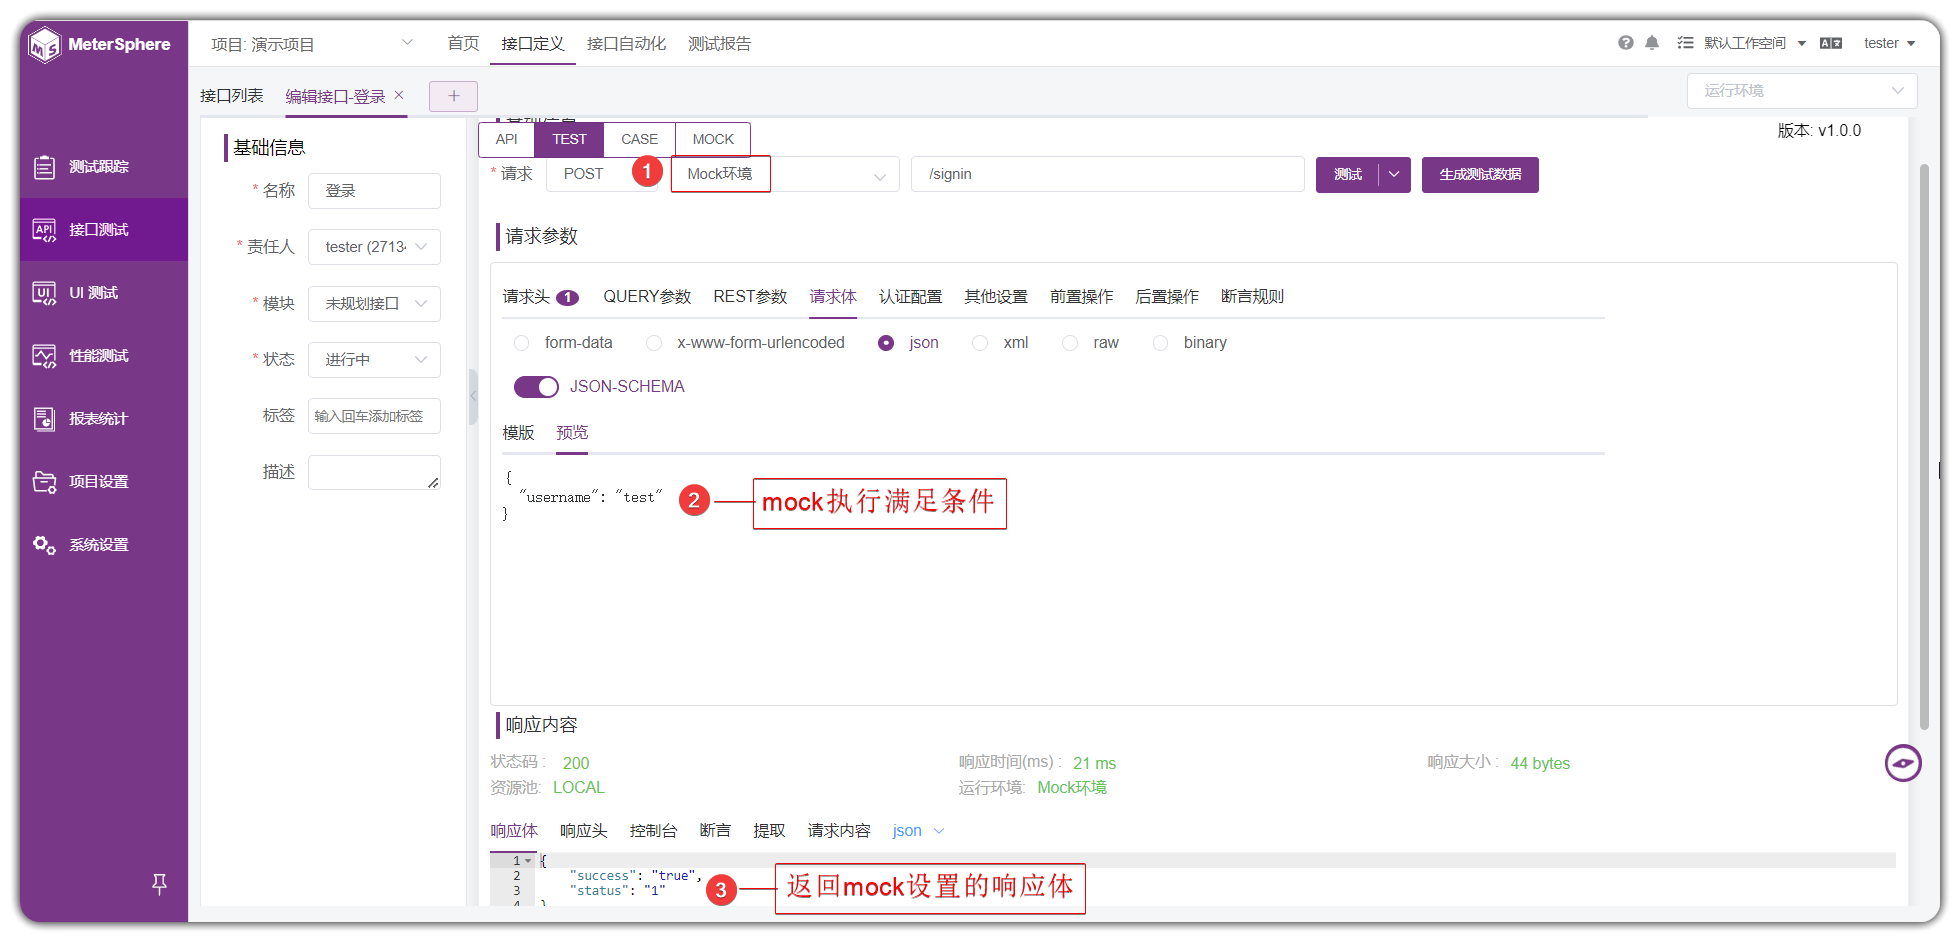 MeterSphere
项目: 演示项目
首页 接口定义 接口自动化 测试报告
默认工作空间
tester
测试跟踪
接口测试
UI 测试
性能测试
报表统计
项目设置
系统设置
接口列表 编辑接口-登录 × +
运行环境
基础信息
* 名称 登录
* 责任人 tester (2713
* 模块 未规划接口
* 状态 进行中
标签 输入回车添加标签
描述
基础信息
API TEST CASE MOCK
版本: v1.0.0
* 请求 POST 1 Mock环境 /signin 测试 生成测试数据
请求参数
请求头 1 QUERY参数 REST参数 请求体 认证配置 其他设置 前置操作 后置操作 断言规则
form-data x-www-form-urlencoded json xml raw binary
JSON-SCHEMA
模版 预览
{
"username": "test"
}
2 mock执行满足条件
响应内容
状态码 : 200 响应时间(ms) : 21 ms 响应大小 : 44 bytes
资源池: LOCAL 运行环境: Mock环境
响应体 响应头 控制台 断言 提取 请求内容 json
1 {
2 "success": "true",
3 "status": "1"
4 }
3 返回mock设置的响应体